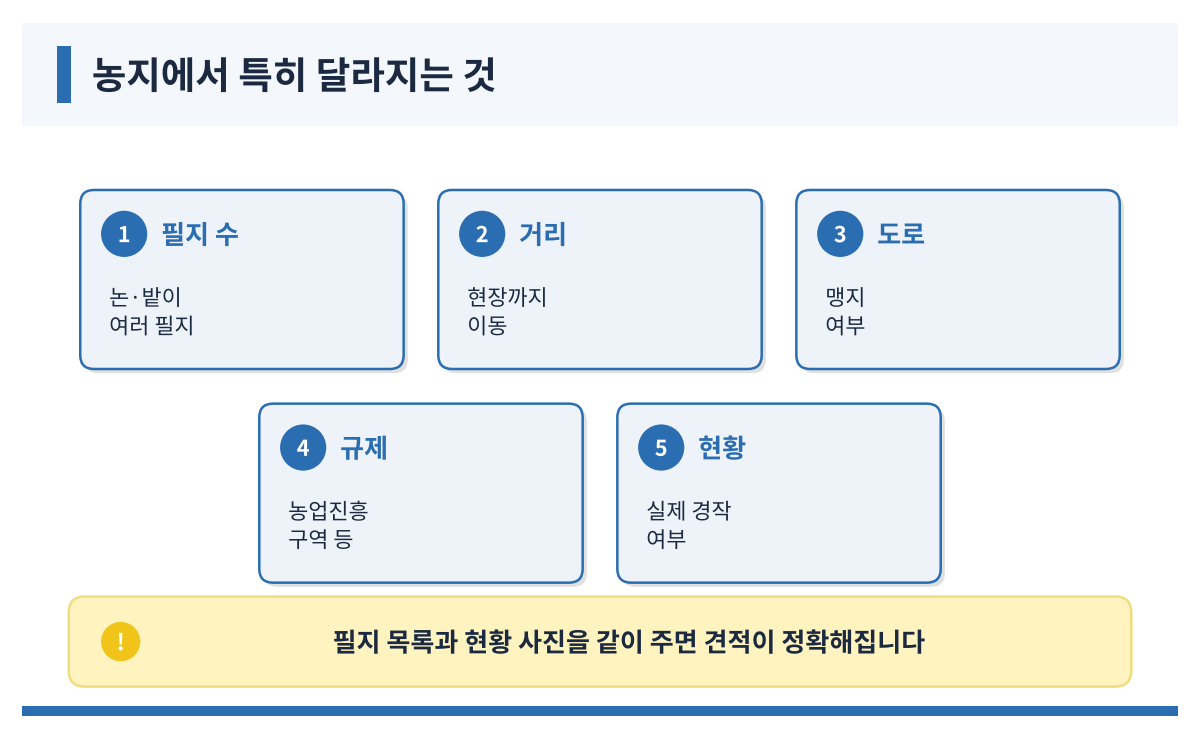 농지에서 특히 달라지는 것
1 필지 수
논·밭이
여러 필지
2 거리
현장까지
이동
3 도로
맹지
여부
4 규제
농업진흥
구역 등
5 현황
실제 경작
여부
! 필지 목록과 현황 사진을 같이 주면 견적이 정확해집니다